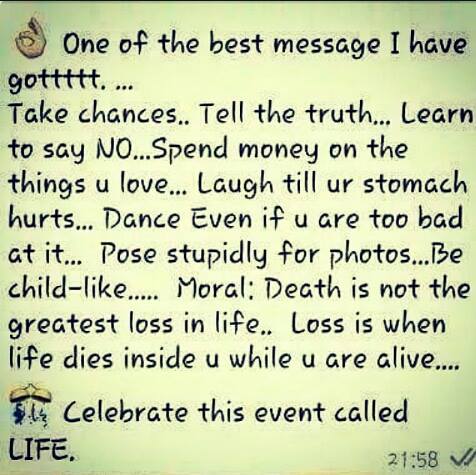 👌 One of the best message I have
gottttt. ...
Take chances.. Tell the truth... Learn
to say NO...Spend money on the
things u love... Laugh till ur stomach
hurts... Dance Even if u are too bad
at it... Pose stupidly for photos...Be
child-like..... Moral: Death is not the
greatest loss in life.. Loss is when
life dies inside u while u are alive....
Celebrate this event called
LIFE.
21:58